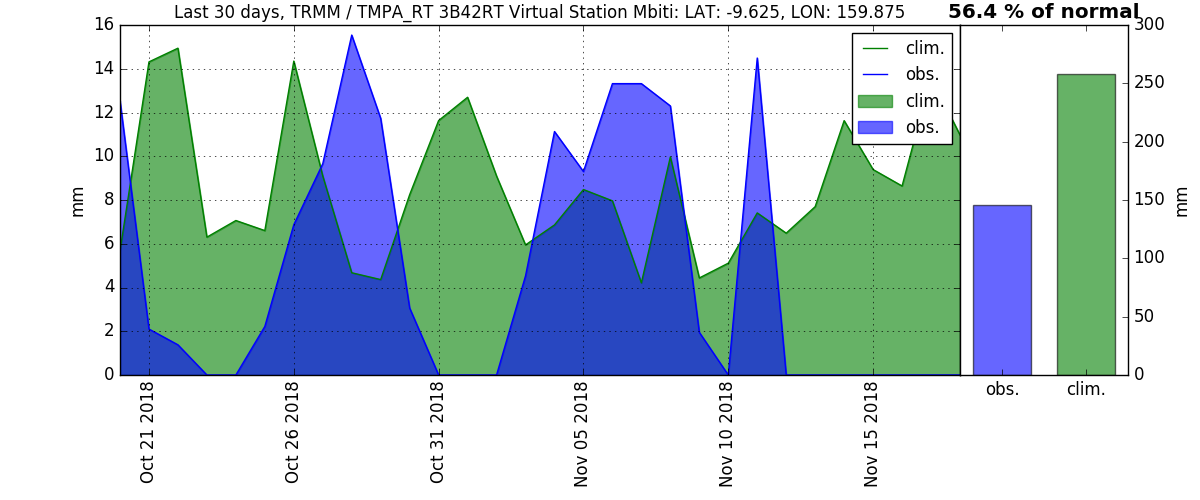 Last 30 days, TRMM / TMPA_RT 3B42RT Virtual Station Mbiti: LAT: -9.625, LON: 159.875
56.4 % of normal
16
14
12
10
8
6
4
2
0
mm
clim.
obs.
clim.
obs.
Oct 21 2018
Oct 26 2018
Oct 31 2018
Nov 05 2018
Nov 10 2018
Nov 15 2018
300
250
200
150
100
50
0
mm
obs.
clim.